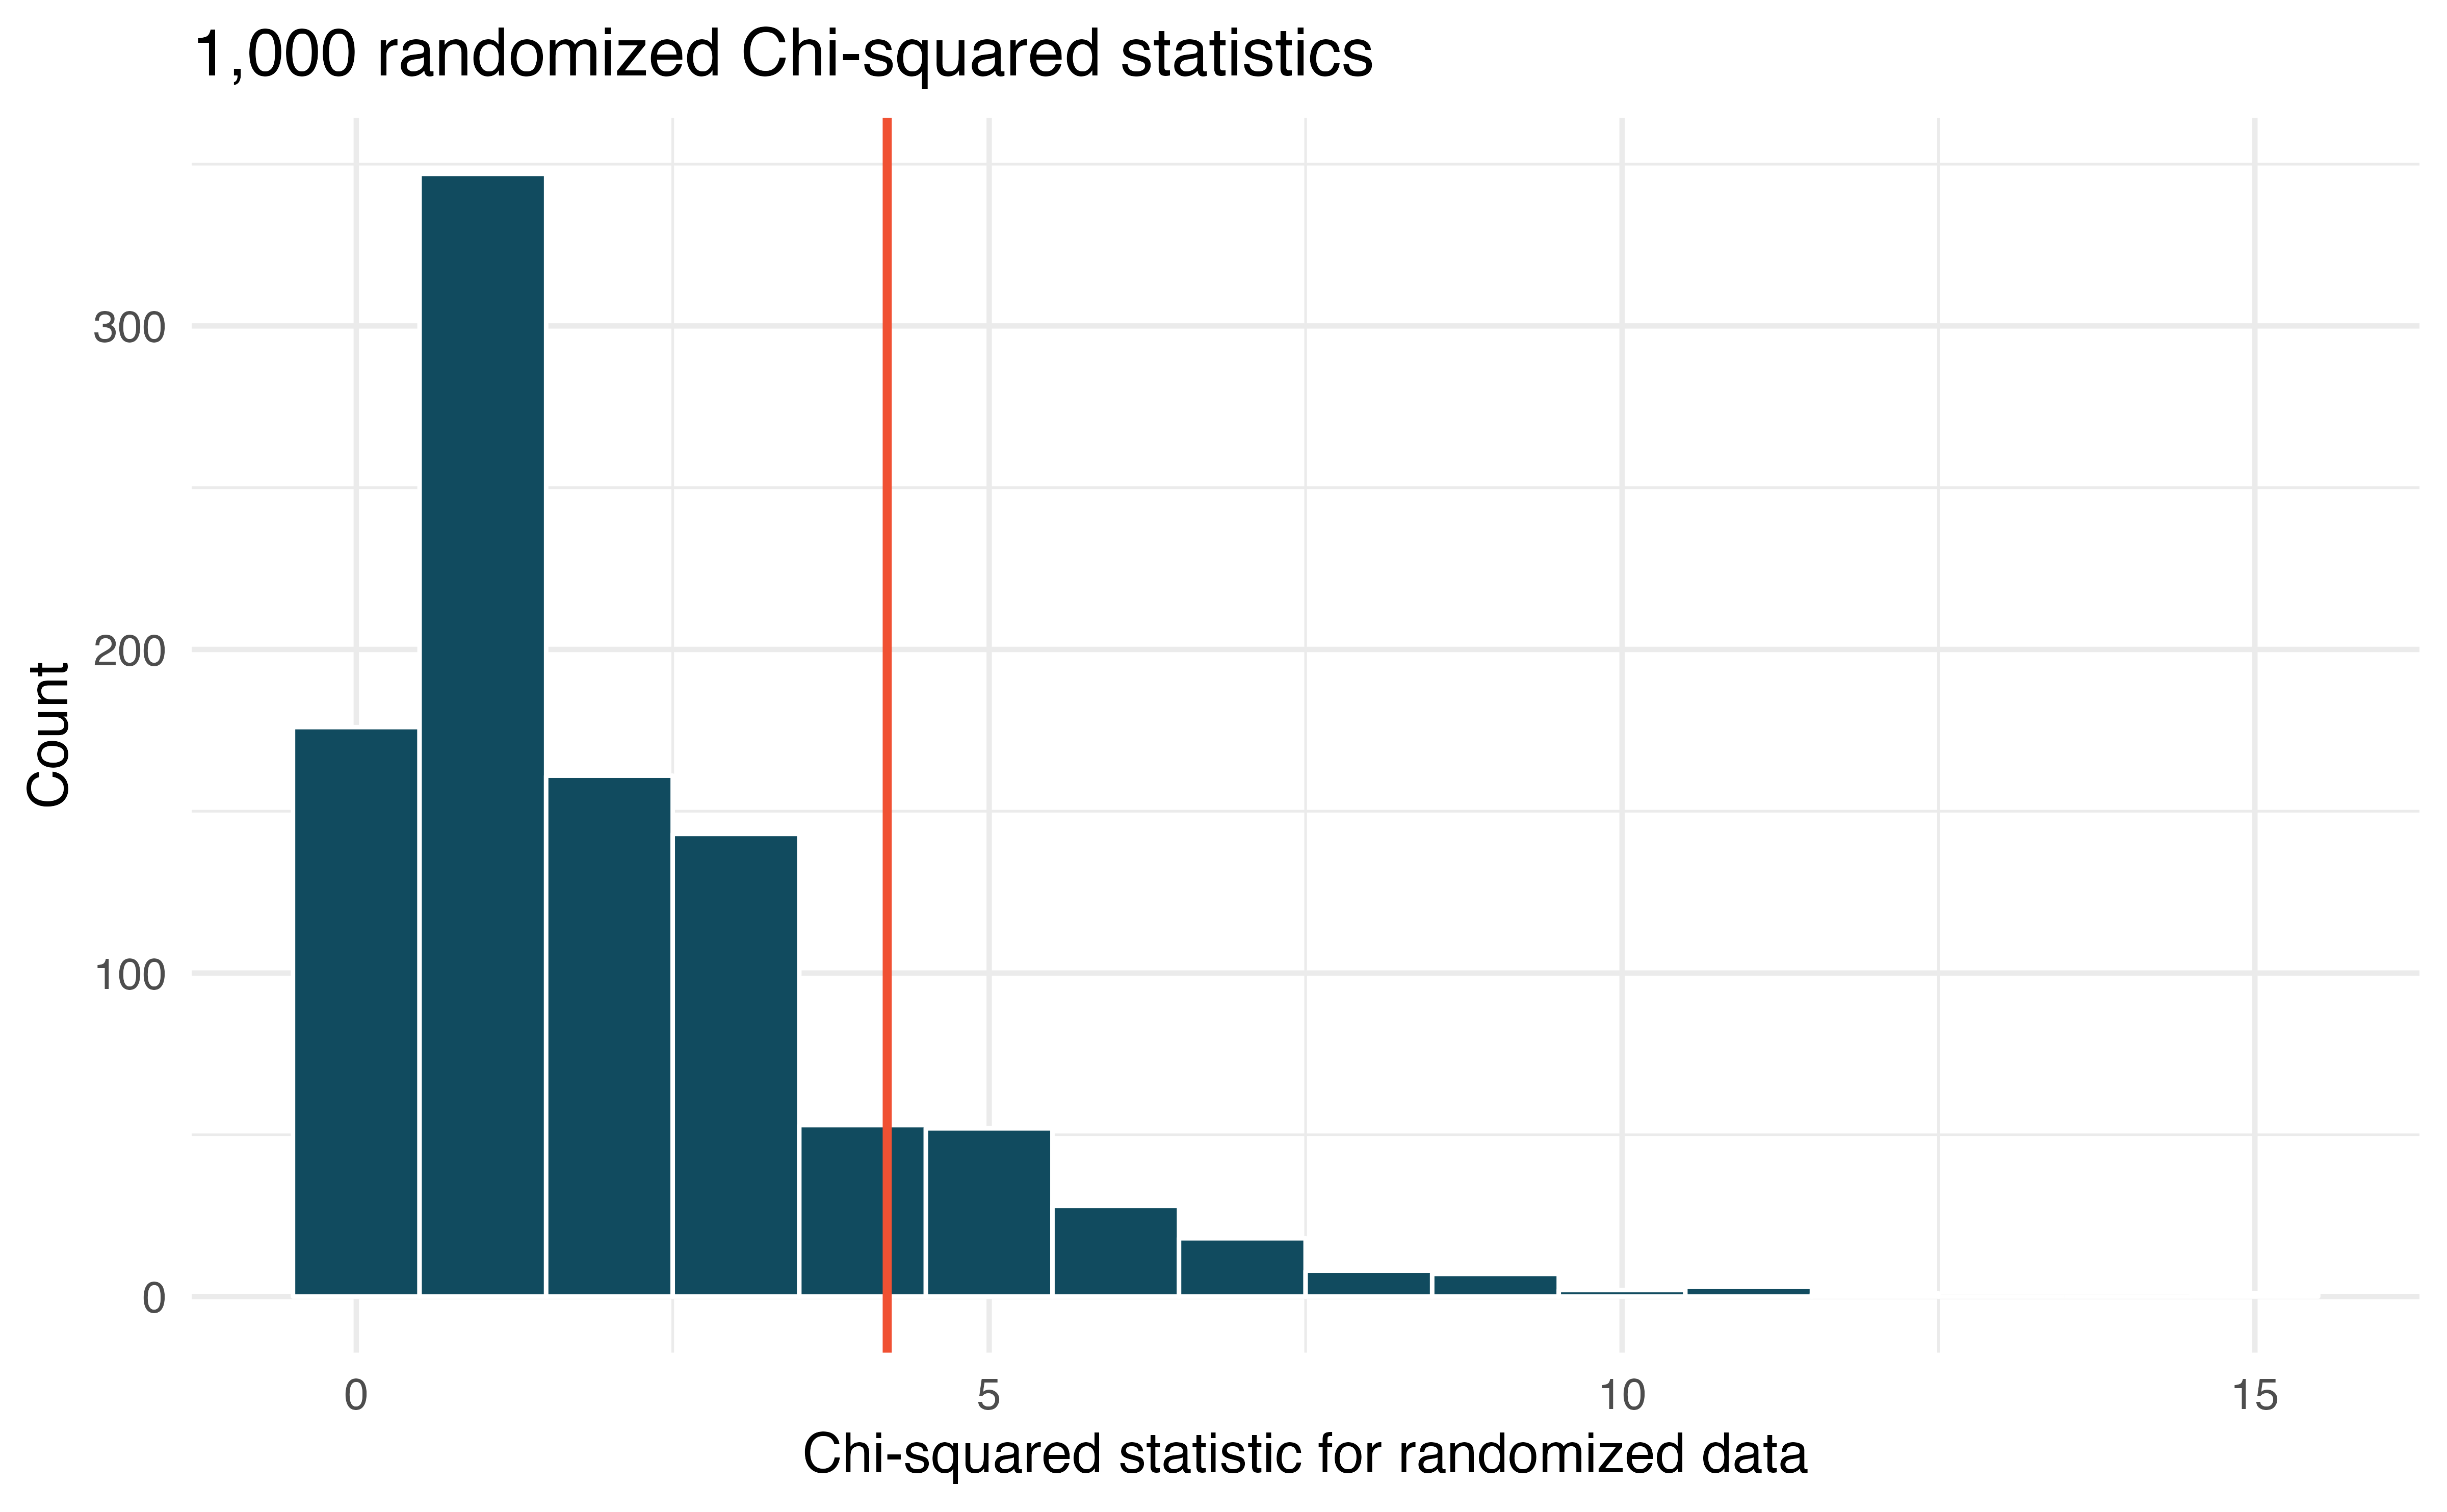 1,000 randomized Chi-squared statistics
Count
300
200
100
0
0 5 10 15
Chi-squared statistic for randomized data